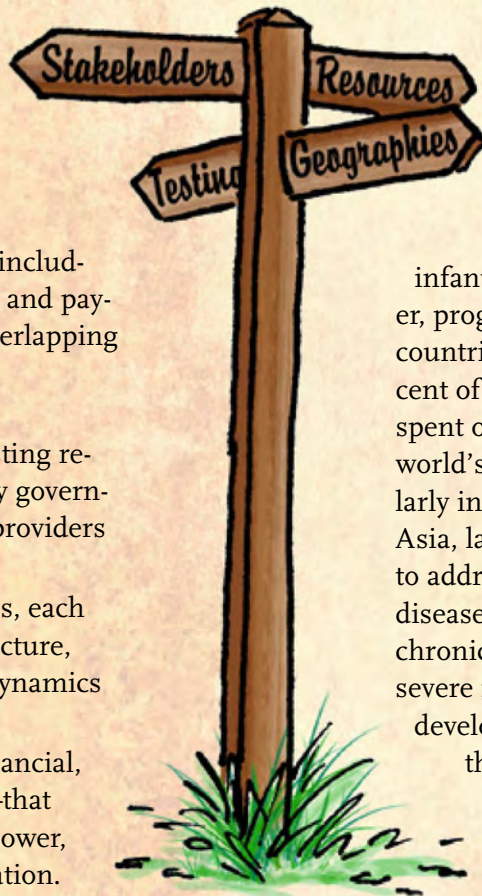 Stakeholders
Resources
Testing
Geographies
includ-
and pay-
verlapping
ting re-
y govern-
providers
s, each
cture,
ynamics
ancial,
–that
ower,
ation.
infant
er, prog
countri
cent of
spent o
world's
larly in
Asia, la
to addr
disease
chronic
severe
develo
th